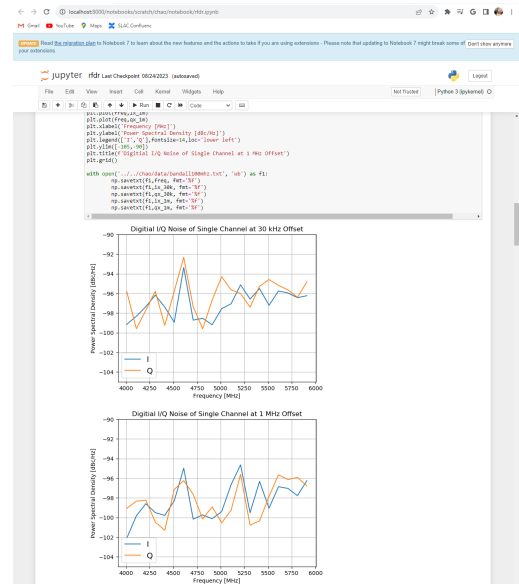 localhost:8000/notebooks/scratch/chao/notebook/rfdr.ipynb
Gmail YouTube Maps SLAC Confluenc
UPDATE Read the migration plan to Notebook 7 to learn about the new features and the actions to take if you are using extensions - Please note that updating to Notebook 7 might break some of your extensions.
Don't show anymore
jupyter rfdr Last Checkpoint: 08/24/2023 (autosaved)
Logout
File Edit View Insert Cell Kernel Widgets Help
Not Trusted Python 3 (ipykernel)
Run Code
plt.plot(freq,ix_1m)
plt.plot(freq,qx_1m)
plt.xlabel('Frequency [MHz]')
plt.ylabel('Power Spectral Density [dBc/Hz]')
plt.legend(['I','Q'],fontsize=14,loc='lower left')
plt.ylim([-105,-90])
plt.title(f'Digitial I/Q Noise of Single Channel at 1 MHz Offset')
plt.grid()
with open('../../chao/data/bandall100mhz.txt', 'wb') as f1:
np.savetxt(f1,freq, fmt='%f')
np.savetxt(f1,ix_30k, fmt='%f')
np.savetxt(f1,qx_30k, fmt='%f')
np.savetxt(f1,ix_1m, fmt='%f')
np.savetxt(f1,qx_1m, fmt='%f')
Digitial I/Q Noise of Single Channel at 30 kHz Offset
Power Spectral Density [dBc/Hz]
−90
−92
−94
−96
−98
−100
−102
−104
I
Q
4000 4250 4500 4750 5000 5250 5500 5750 6000
Frequency [MHz]
Digitial I/Q Noise of Single Channel at 1 MHz Offset
Power Spectral Density [dBc/Hz]
−90
−92
−94
−96
−98
−100
−102
−104
I
Q
4000 4250 4500 4750 5000 5250 5500 5750 6000
Frequency [MHz]